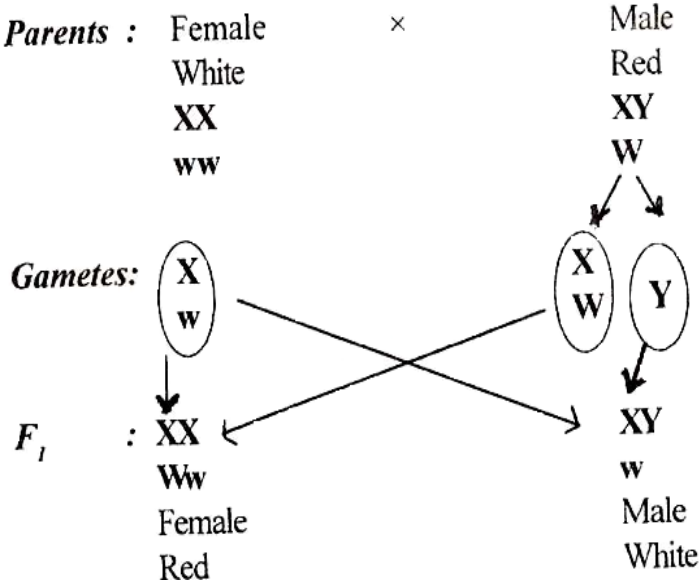 Parents : Female × Male
White Red
XX XY
ww W
Gametes: X w X W Y
F1 : XX XY
Ww w
Female Male
Red White